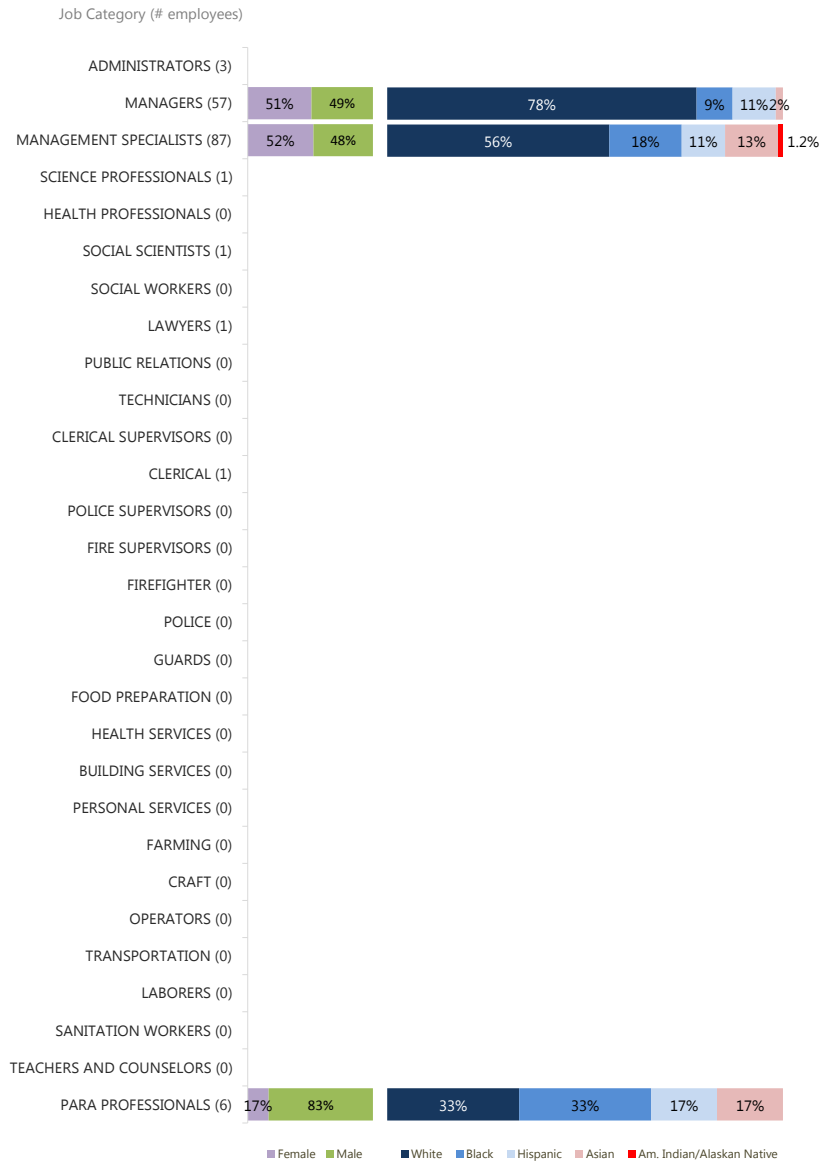 Job Category (# employees)
ADMINISTRATORS (3)
MANAGERS (57) 51% 49% 78% 9% 11% 2%
MANAGEMENT SPECIALISTS (87) 52% 48% 56% 18% 11% 13% 1.2%
SCIENCE PROFESSIONALS (1)
HEALTH PROFESSIONALS (0)
SOCIAL SCIENTISTS (1)
SOCIAL WORKERS (0)
LAWYERS (1)
PUBLIC RELATIONS (0)
TECHNICIANS (0)
CLERICAL SUPERVISORS (0)
CLERICAL (1)
POLICE SUPERVISORS (0)
FIRE SUPERVISORS (0)
FIREFIGHTER (0)
POLICE (0)
GUARDS (0)
FOOD PREPARATION (0)
HEALTH SERVICES (0)
BUILDING SERVICES (0)
PERSONAL SERVICES (0)
FARMING (0)
CRAFT (0)
OPERATORS (0)
TRANSPORTATION (0)
LABORERS (0)
SANITATION WORKERS (0)
TEACHERS AND COUNSELORS (0)
PARA PROFESSIONALS (6) 17% 83% 33% 33% 17% 17%
Female Male White Black Hispanic Asian Am. Indian/Alaskan Native